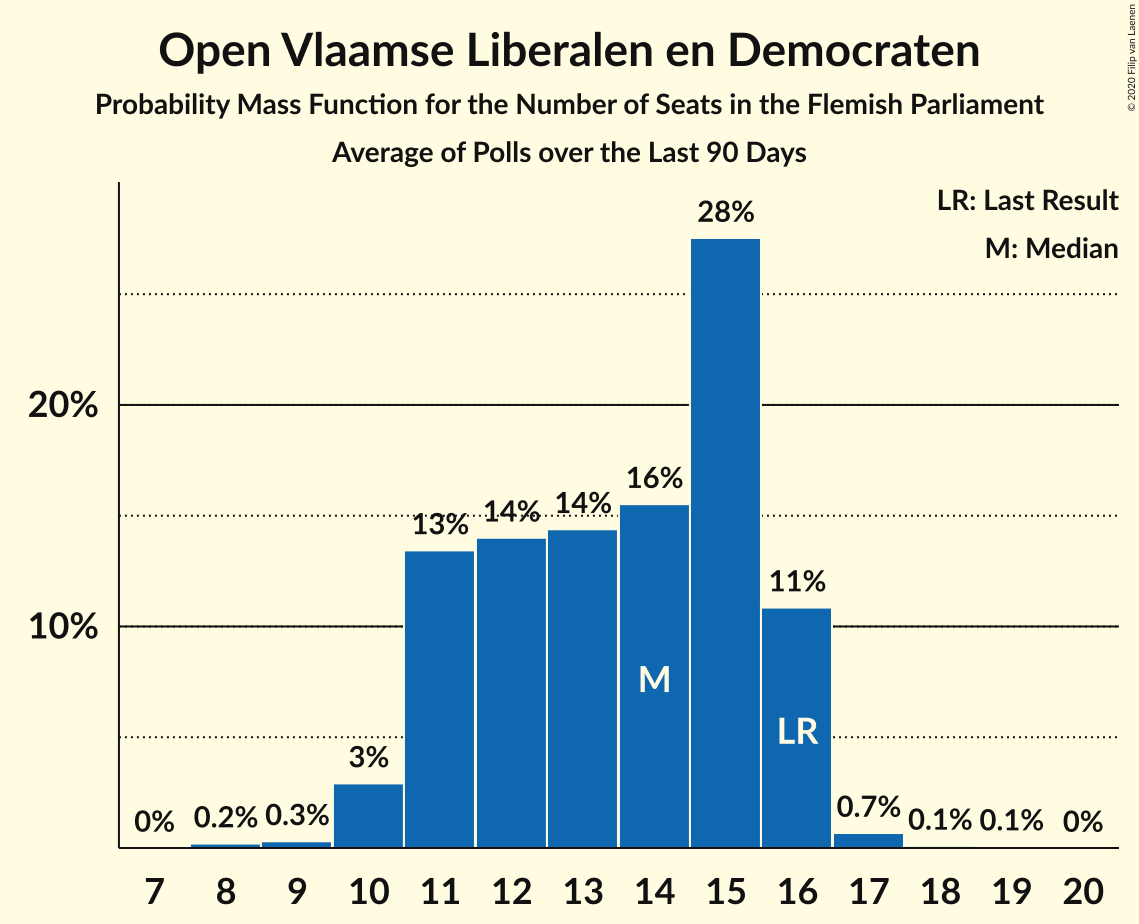 Open Vlaamse Liberalen en Democraten
Probability Mass Function for the Number of Seats in the Flemish Parliament
Average of Polls over the Last 90 Days
© 2020 Filip van Laenen
LR: Last Result
M: Median
20%
10%
0%
0.2%
0.3%
3%
13%
14%
14%
16%
28%
11%
0.7%
0.1%
0.1%
0%
M
LR
7 8 9 10 11 12 13 14 15 16 17 18 19 20